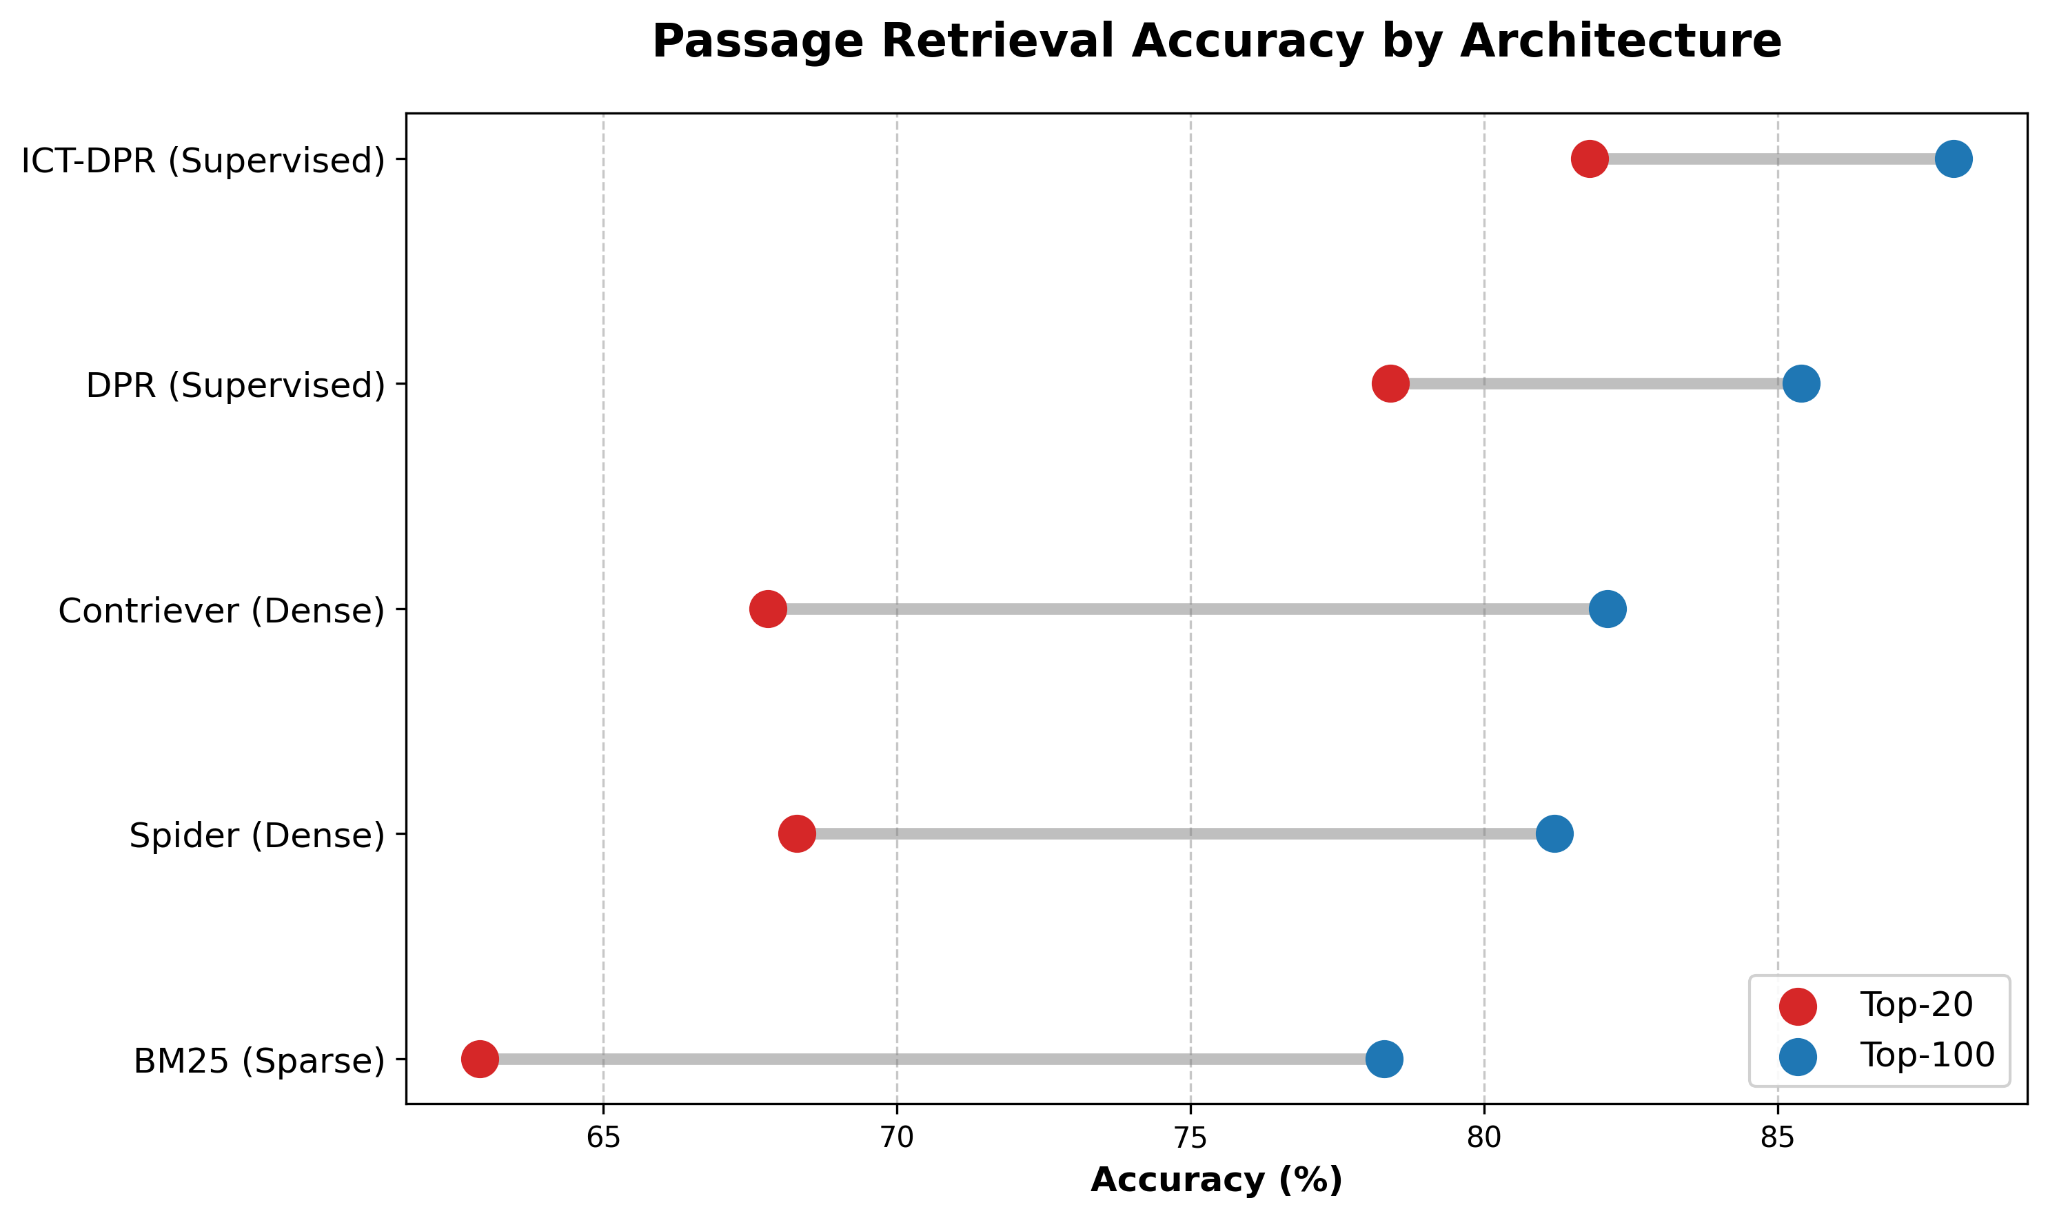 Passage Retrieval Accuracy by Architecture
ICT-DPR (Supervised)
DPR (Supervised)
Contriever (Dense)
Spider (Dense)
BM25 (Sparse)
Top-20
Top-100
65 70 75 80 85
Accuracy (%)